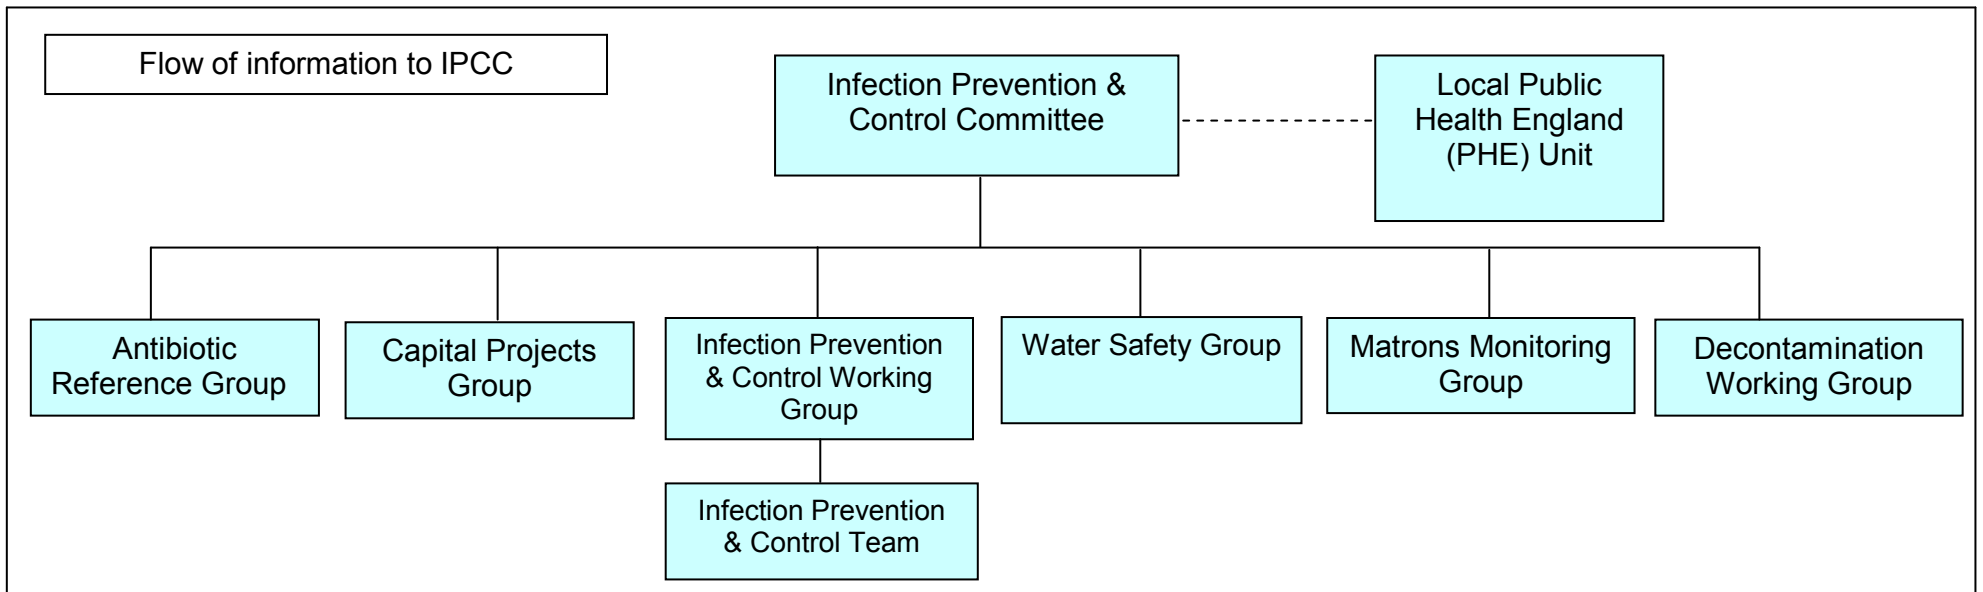 Flow of information to IPCC
Infection Prevention &
Control Committee
Local Public
Health England
(PHE) Unit
Antibiotic
Reference Group
Capital Projects
Group
Infection Prevention
& Control Working
Group
Water Safety Group
Matrons Monitoring
Group
Decontamination
Working Group
Infection Prevention
& Control Team